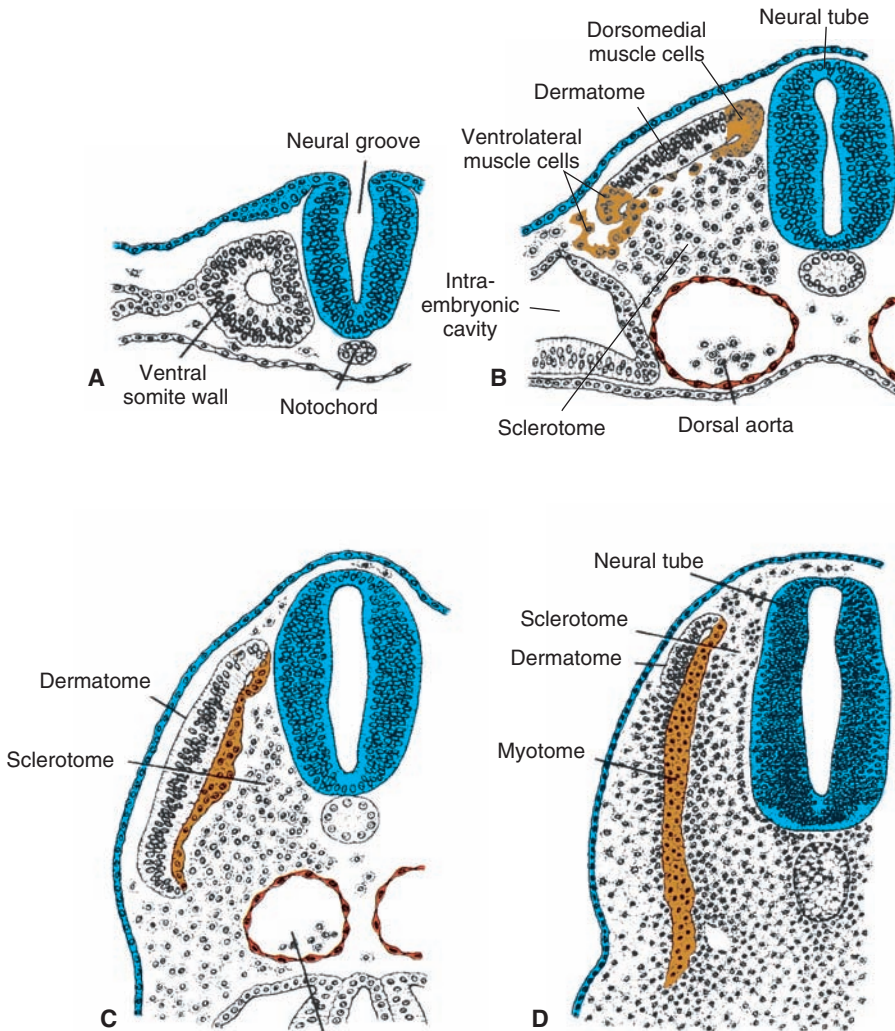 Neural groove
A
Ventral
somite wall
Notochord
Dorsomedial
muscle cells
Neural tube
Dermatome
Ventrolateral
muscle cells
Intra-
embryonic
cavity
B
Sclerotome
Dorsal aorta
Dermatome
Sclerotome
C
Neural tube
Sclerotome
Dermatome
Myotome
D